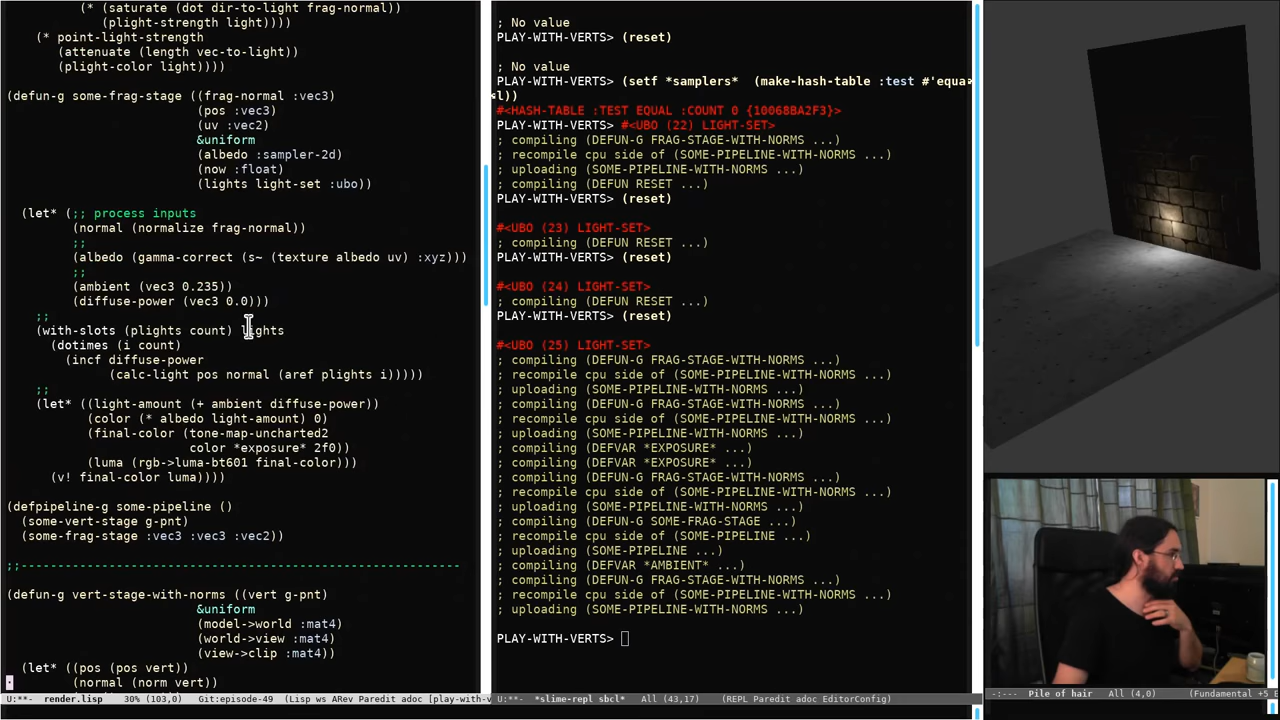 (* (saturate (dot dir-to-light frag-normal))
(plight-strength light))))
(* point-light-strength
(attenuate (length vec-to-light))
(plight-color light))))
(defun-g some-frag-stage ((frag-normal :vec3)
(pos :vec3)
(uv :vec2)
&uniform
(albedo :sampler-2d)
(now :float)
(lights light-set :ubo))
(let* (;; process inputs
(normal (normalize frag-normal))
;;
(albedo (gamma-correct (s~ (texture albedo uv) :xyz)))
;;
(ambient (vec3 0.235))
(diffuse-power (vec3 0.0)))
;;
(with-slots (plights count) lights
(dotimes (i count)
(incf diffuse-power
(calc-light pos normal (aref plights i)))))
;;
(let* ((light-amount (+ ambient diffuse-power))
(color (* albedo light-amount) 0)
(final-color (tone-map-uncharted2
color *exposure* 2f0))
(luma (rgb->luma-bt601 final-color)))
(v! final-color luma))))
(defpipeline-g some-pipeline ()
(some-vert-stage g-pnt)
(some-frag-stage :vec3 :vec3 :vec2))
;;------------------------------------------------------------
(defun-g vert-stage-with-norms ((vert g-pnt)
&uniform
(model->world :mat4)
(world->view :mat4)
(view->clip :mat4))
(let* ((pos (pos vert))
(normal (norm vert))
U:**- render.lisp 30% (103,0) Git:episode-49 (Lisp ws ARev Paredit adoc [play-with-v
; No value
PLAY-WITH-VERTS> (reset)
; No value
PLAY-WITH-VERTS> (setf *samplers* (make-hash-table :test #'equa
l))
#<HASH-TABLE :TEST EQUAL :COUNT 0 {10068BA2F3}>
PLAY-WITH-VERTS> #<UBO (22) LIGHT-SET>
; compiling (DEFUN-G FRAG-STAGE-WITH-NORMS ...)
; recompile cpu side of (SOME-PIPELINE-WITH-NORMS ...)
; uploading (SOME-PIPELINE-WITH-NORMS ...)
; compiling (DEFUN RESET ...)
PLAY-WITH-VERTS> (reset)
#<UBO (23) LIGHT-SET>
; compiling (DEFUN RESET ...)
PLAY-WITH-VERTS> (reset)
#<UBO (24) LIGHT-SET>
; compiling (DEFUN RESET ...)
PLAY-WITH-VERTS> (reset)
#<UBO (25) LIGHT-SET>
; compiling (DEFUN-G FRAG-STAGE-WITH-NORMS ...)
; recompile cpu side of (SOME-PIPELINE-WITH-NORMS ...)
; uploading (SOME-PIPELINE-WITH-NORMS ...)
; compiling (DEFUN-G FRAG-STAGE-WITH-NORMS ...)
; recompile cpu side of (SOME-PIPELINE-WITH-NORMS ...)
; uploading (SOME-PIPELINE-WITH-NORMS ...)
; compiling (DEFVAR *EXPOSURE* ...)
; compiling (DEFVAR *EXPOSURE* ...)
; compiling (DEFUN-G FRAG-STAGE-WITH-NORMS ...)
; recompile cpu side of (SOME-PIPELINE-WITH-NORMS ...)
; uploading (SOME-PIPELINE-WITH-NORMS ...)
; compiling (DEFUN-G SOME-FRAG-STAGE ...)
; recompile cpu side of (SOME-PIPELINE ...)
; uploading (SOME-PIPELINE ...)
; compiling (DEFVAR *AMBIENT* ...)
; compiling (DEFUN-G FRAG-STAGE-WITH-NORMS ...)
; recompile cpu side of (SOME-PIPELINE-WITH-NORMS ...)
; uploading (SOME-PIPELINE-WITH-NORMS ...)
PLAY-WITH-VERTS>
U:**- *slime-repl sbcl* All (43,17) (REPL Paredit adoc EditorConfig)
-:--- Pile of hair All (4,0) (Fundamental +5 E